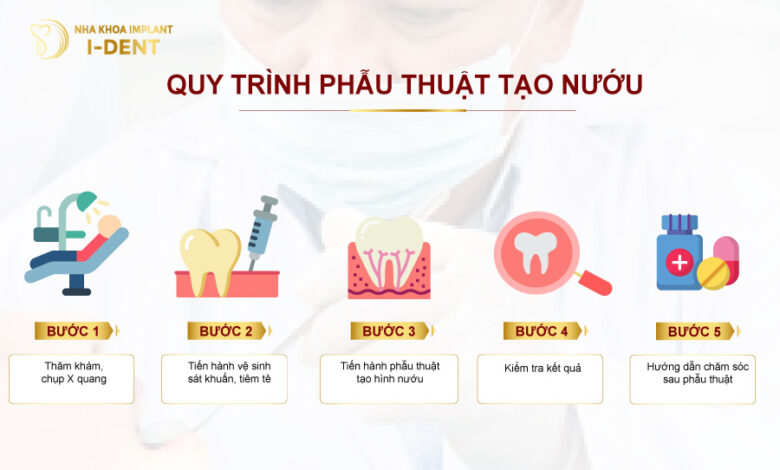 NHA KHOA IMPLANT
I-DENT
QUY TRÌNH PHẪU THUẬT TẠO NƯỚU
BƯỚC 1
Thăm khám,
chụp X quang
BƯỚC 2
Tiến hành vệ sinh
sát khuẩn, tiêm tê
BƯỚC 3
Tiến hành phẫu thuật
tạo hình nướu
BƯỚC 4
Kiểm tra kết quả
BƯỚC 5
Hướng dẫn chăm sóc
sau phẫu thuật